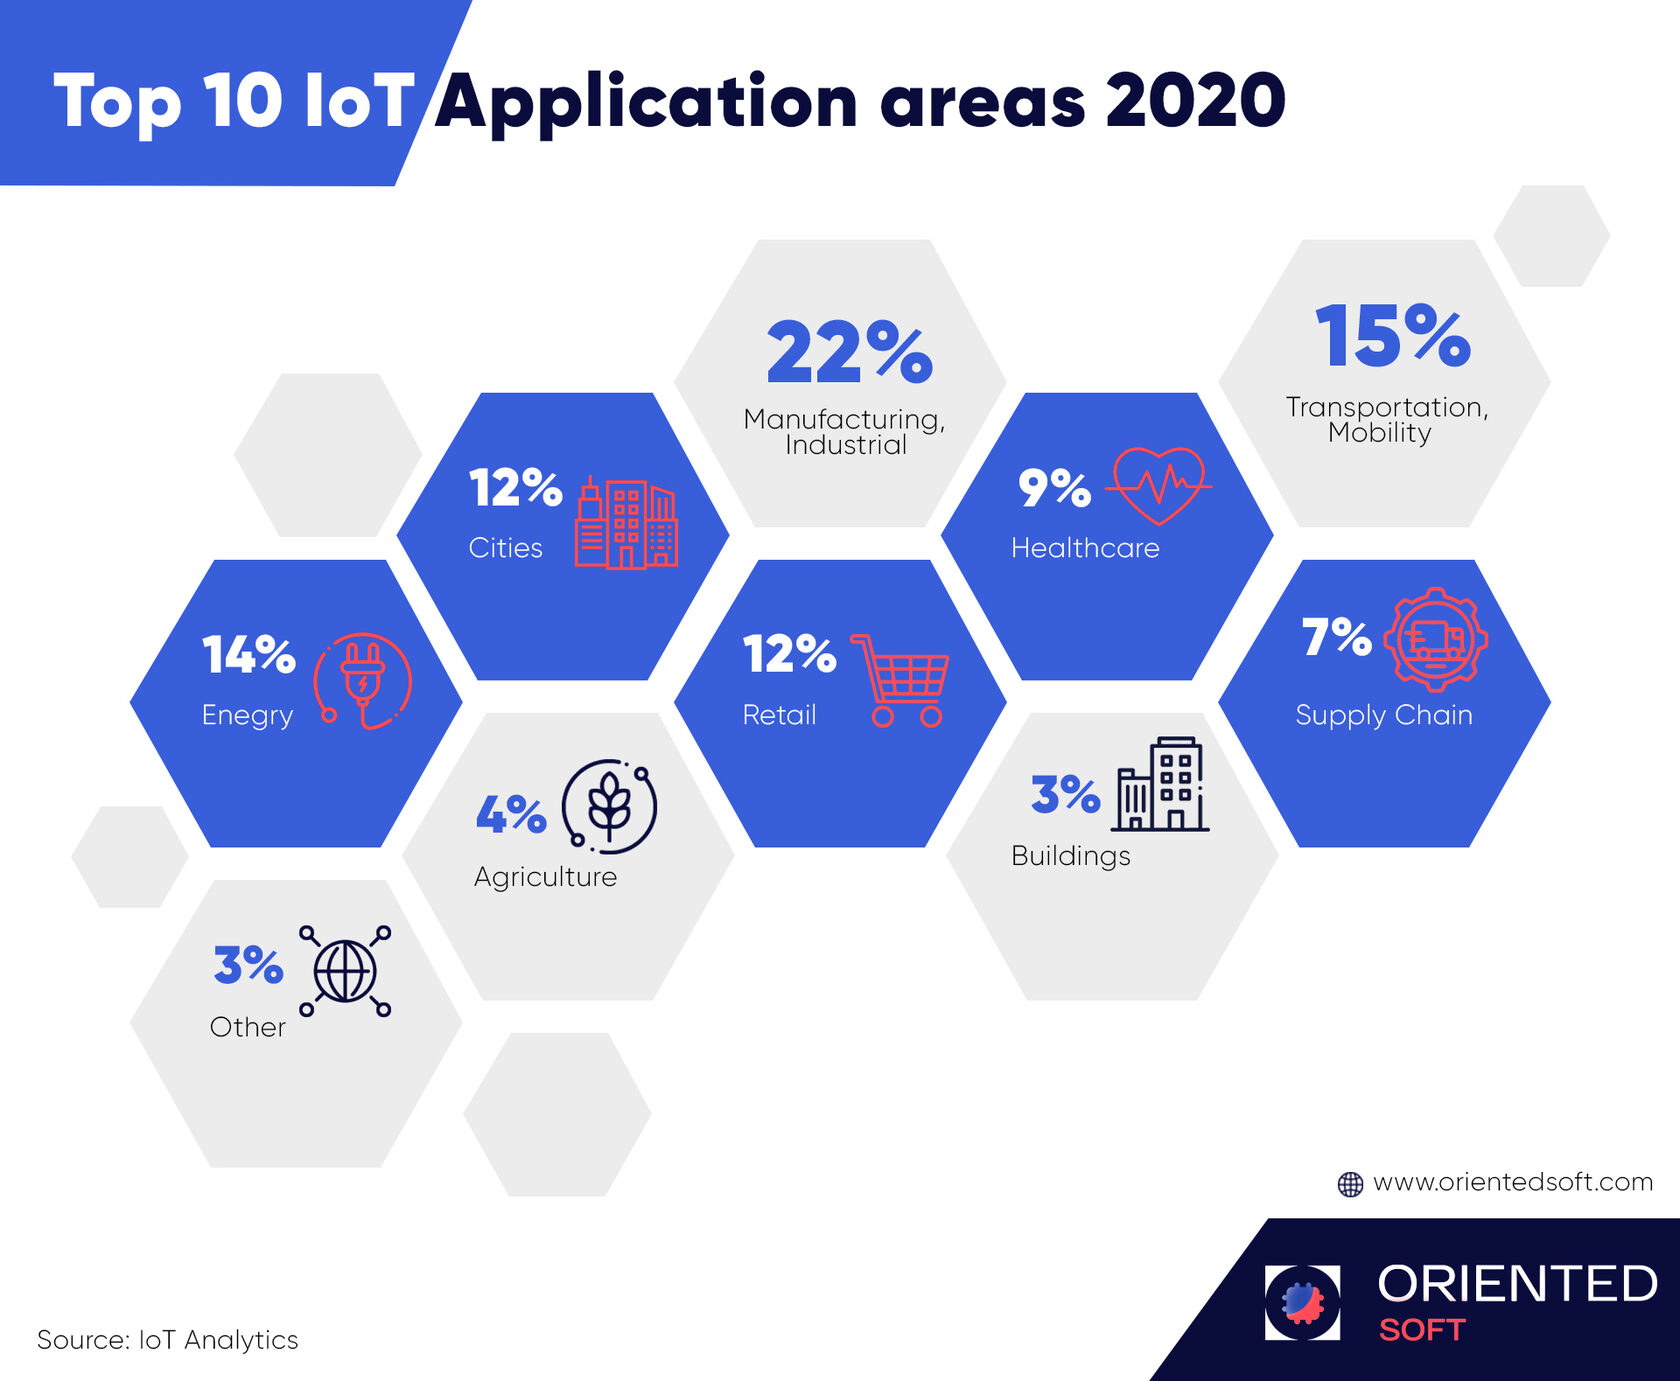 Top 10 IoT Application areas 2020
22%
Manufacturing,
Industrial
15%
Transportation,
Mobility
12%
Cities
9%
Healthcare
14%
Enegry
12%
Retail
7%
Supply Chain
4%
Agriculture
3%
Buildings
3%
Other
www.orientedsoft.com
ORIENTED
SOFT
Source: IoT Analytics